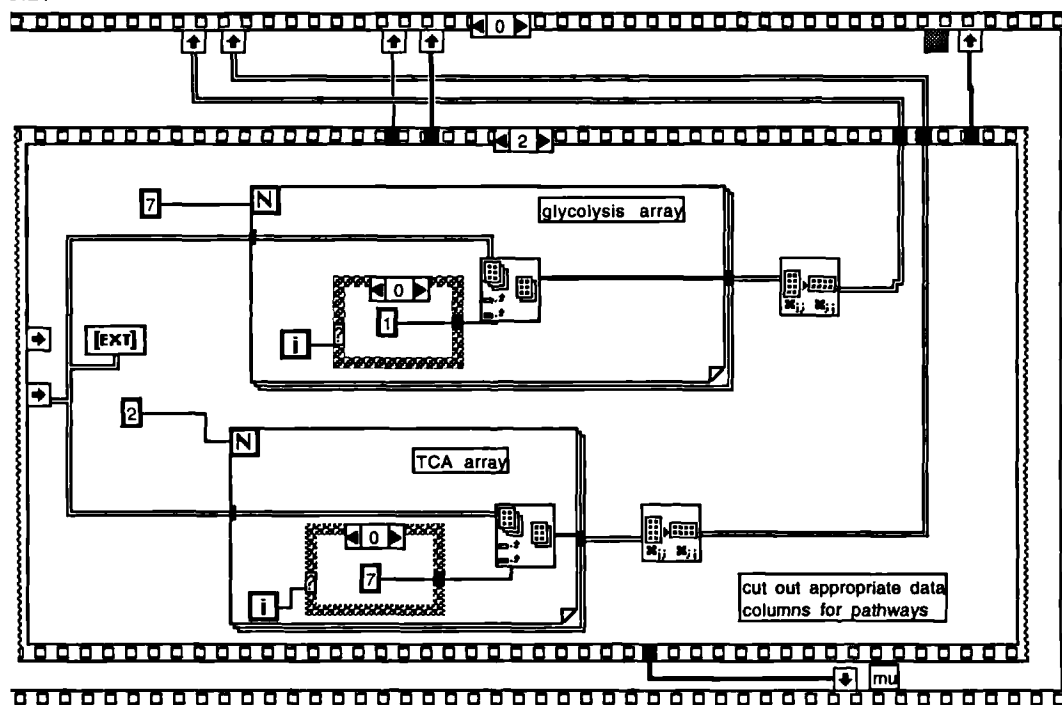 0
2
7
N
glycolysis array
0
1
i
[EXT]
2
N
TCA array
0
7
i
cut out appropriate data
columns for pathways
mu